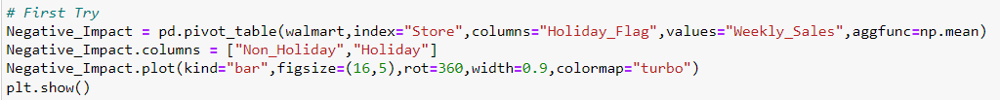 # First Try
Negative_Impact = pd.pivot_table(walmart,index="Store",columns="Holiday_Flag",values="Weekly_Sales",aggfunc=np.mean)
Negative_Impact.columns = ["Non_Holiday","Holiday"]
Negative_Impact.plot(kind="bar",figsize=(16,5),rot=360,width=0.9,colormap="turbo")
plt.show()